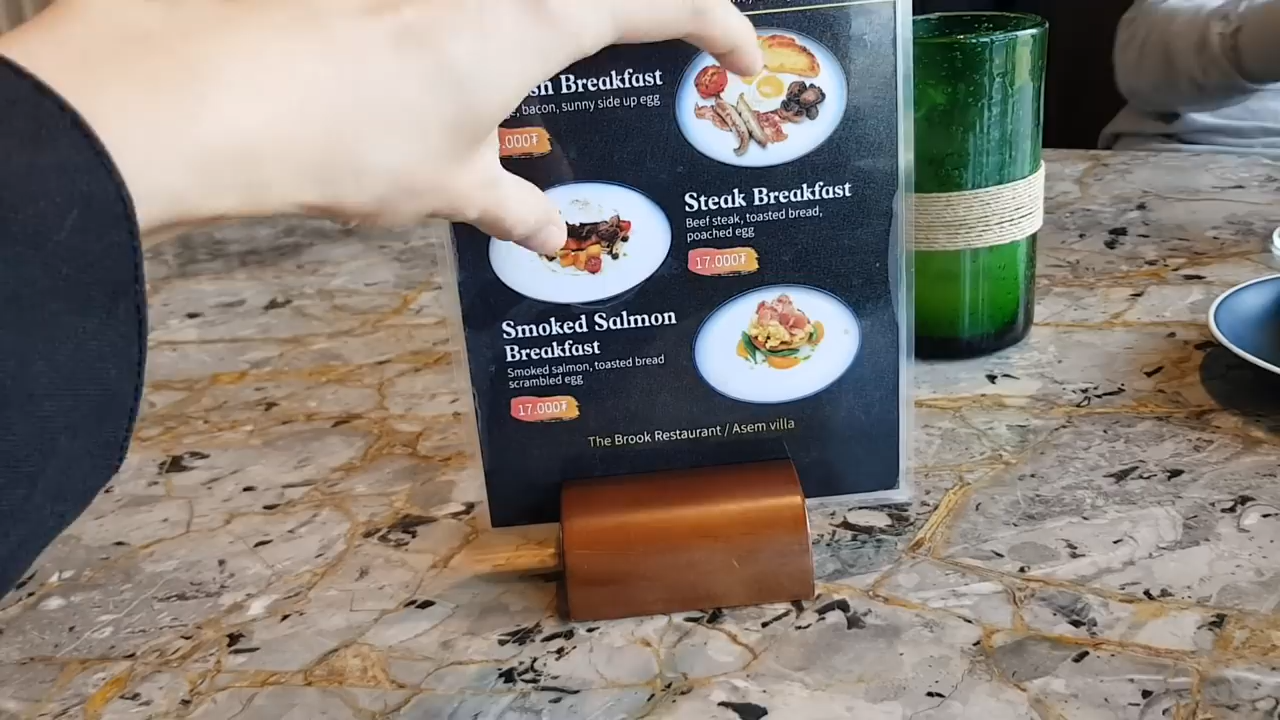 Breakfast
bacon, sunny side up egg
.000₮
Steak Breakfast
Beef steak, toasted bread,
poached egg
17.000₮
Smoked Salmon
Breakfast
Smoked salmon, toasted bread
scrambled egg
17.000₮
The Brook Restaurant / Asem villa